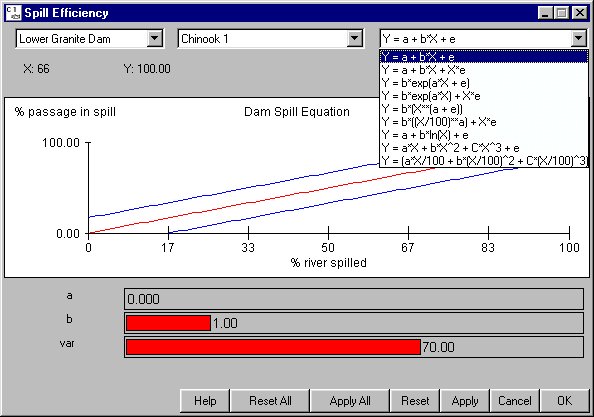 Spill Efficiency
Lower Granite Dam Chinook 1 Y = a + b*X + e
X: 66 Y: 100.00
Y = a + b*X + e
Y = a + b*X + X*e
Y = b*exp(a*X + e)
Y = b*exp(a*X) + X*e
Y = b*(X**(a + e))
Y = b*((X/100)**a) + X*e
Y = a + b*ln(X) + e
Y = a*X + b*X^2 + C*X^3 + e
Y = (a*X/100 + b*(X/100)^2 + C*(X/100)^3)
% passage in spill Dam Spill Equation
100.00
0.00
0 17 33 50 67 83 100
% river spilled
a 0.000
b 1.00
var 70.00
Help Reset All Apply All Reset Apply Cancel OK